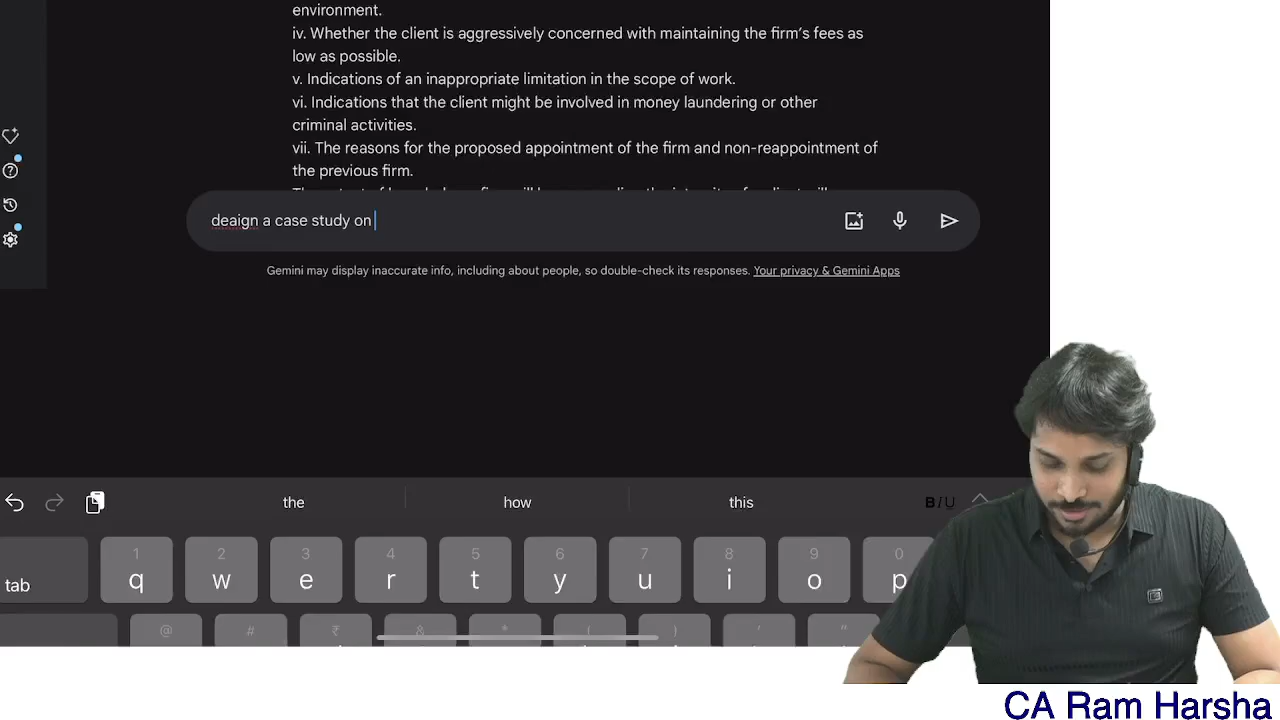 environment.
iv. Whether the client is aggressively concerned with maintaining the firm's fees as
low as possible.
v. Indications of an inappropriate limitation in the scope of work.
vi. Indications that the client might be involved in money laundering or other
criminal activities.
vii. The reasons for the proposed appointment of the firm and non-reappointment of
the previous firm.
deaign a case study on
Gemini may display inaccurate info, including about people, so double-check its responses. Your privacy & Gemini Apps
the how this B I U
1 2 3 4 5 6 7 8 9 0
tab q w e r t y u i o p
@ # ₹ & * ( ) ' "
CA Ram Harsha